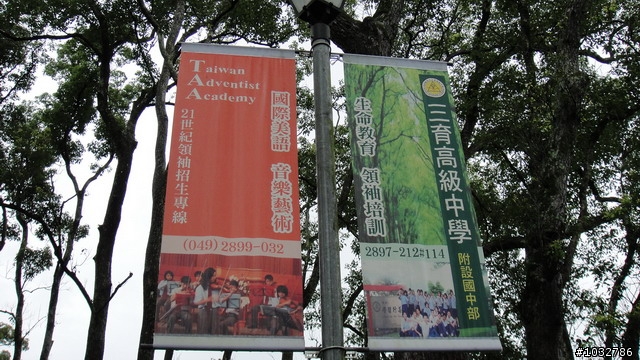 Taiwan
Adventist
Academy
國際美語 音樂藝術
21世紀領袖招生專線
(049) 2899-032
三育高級中學
附設國中部
生命教育 領袖培訓
2897-212#114
#1032786